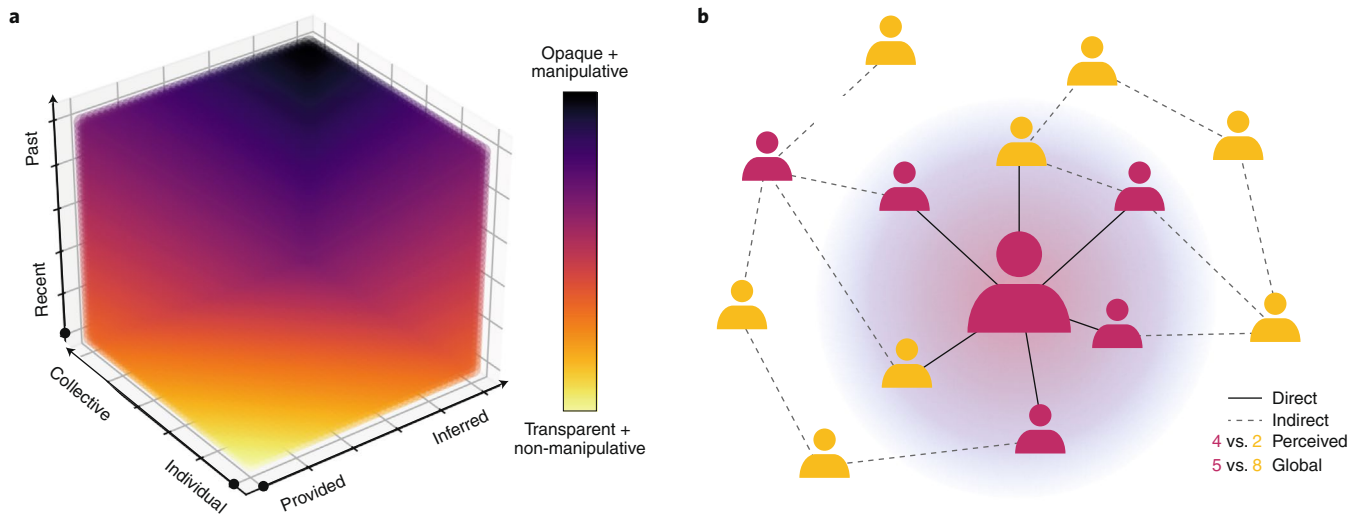 a
Past
Recent
Collective
Individual
Provided
Inferred
Opaque +
manipulative
Transparent +
non-manipulative
b
Direct
Indirect
4 vs. 2 Perceived
5 vs. 8 Global